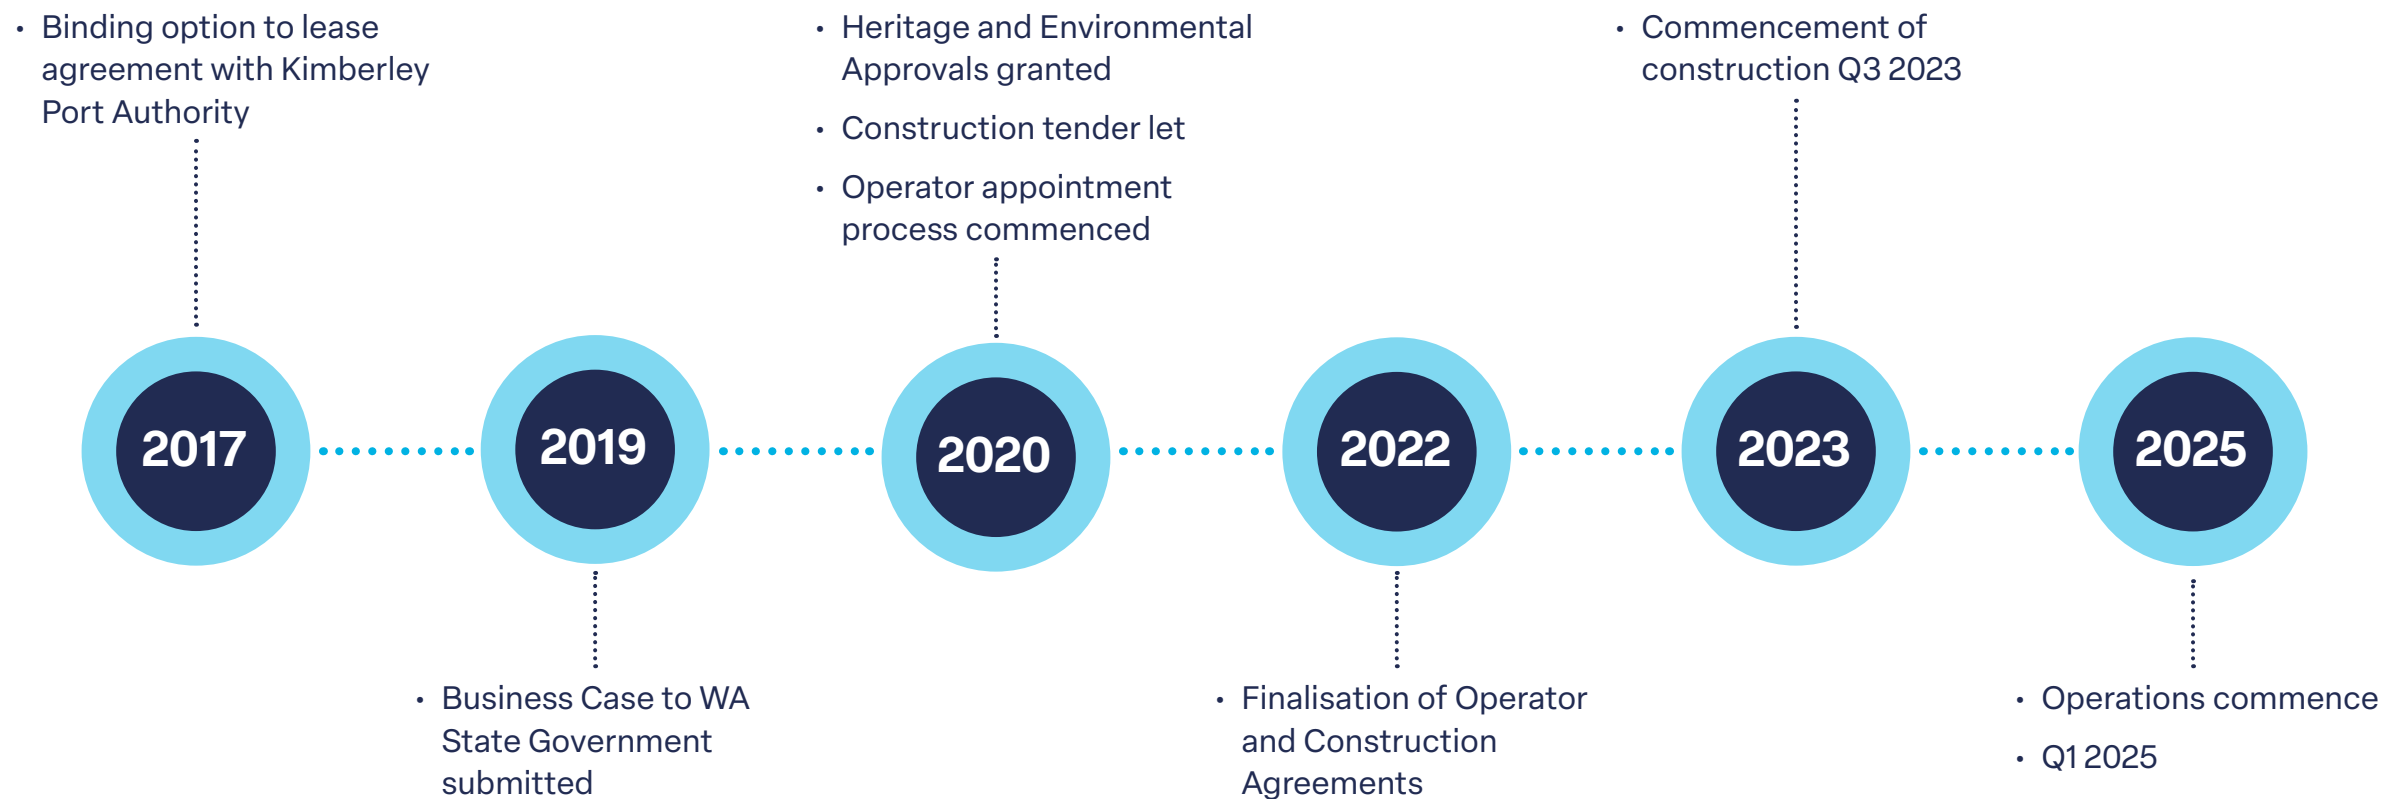 • Binding option to lease
agreement with Kimberley
Port Authority
• Heritage and Environmental
Approvals granted
• Construction tender let
• Operator appointment
process commenced
• Commencement of
construction Q3 2023
2017
2019
2020
2022
2023
2025
• Business Case to WA
State Government
submitted
• Finalisation of Operator
and Construction
Agreements
• Operations commence
• Q1 2025